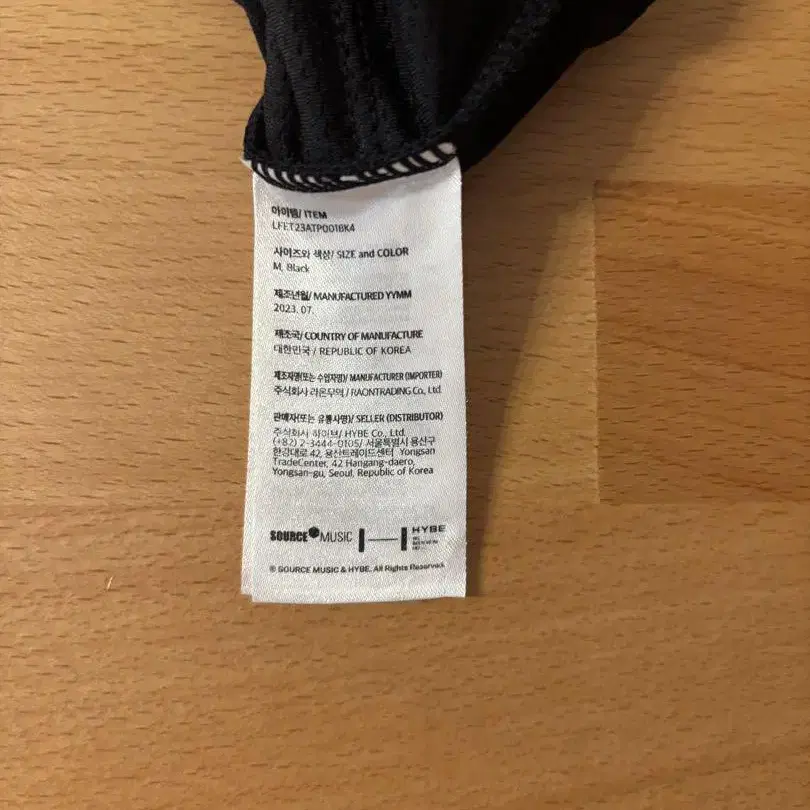 아이템/ ITEM
LFET23ATP001BK4
사이즈와 색상/ SIZE and COLOR
M, Black
제조년월/ MANUFACTURED YYMM
2023. 07.
제조국/ COUNTRY OF MANUFACTURE
대한민국 / REPUBLIC OF KOREA
제조자명(또는 수입자명)/ MANUFACTURER (IMPORTER)
주식회사 라온무역 / RAONTRADING Co., Ltd.
판매자(또는 유통사명)/ SELLER (DISTRIBUTOR)
주식회사 하이브/ HYBE Co., Ltd.
(+82) 2-3444-0105/ 서울특별시 용산구
한강대로 42, 용산트레이드센터 Yongsan
TradeCenter, 42 Hangang-daero,
Yongsan-gu, Seoul, Republic of Korea
SOURCE MUSIC HYBE
© SOURCE MUSIC & HYBE. All Rights Reserved.